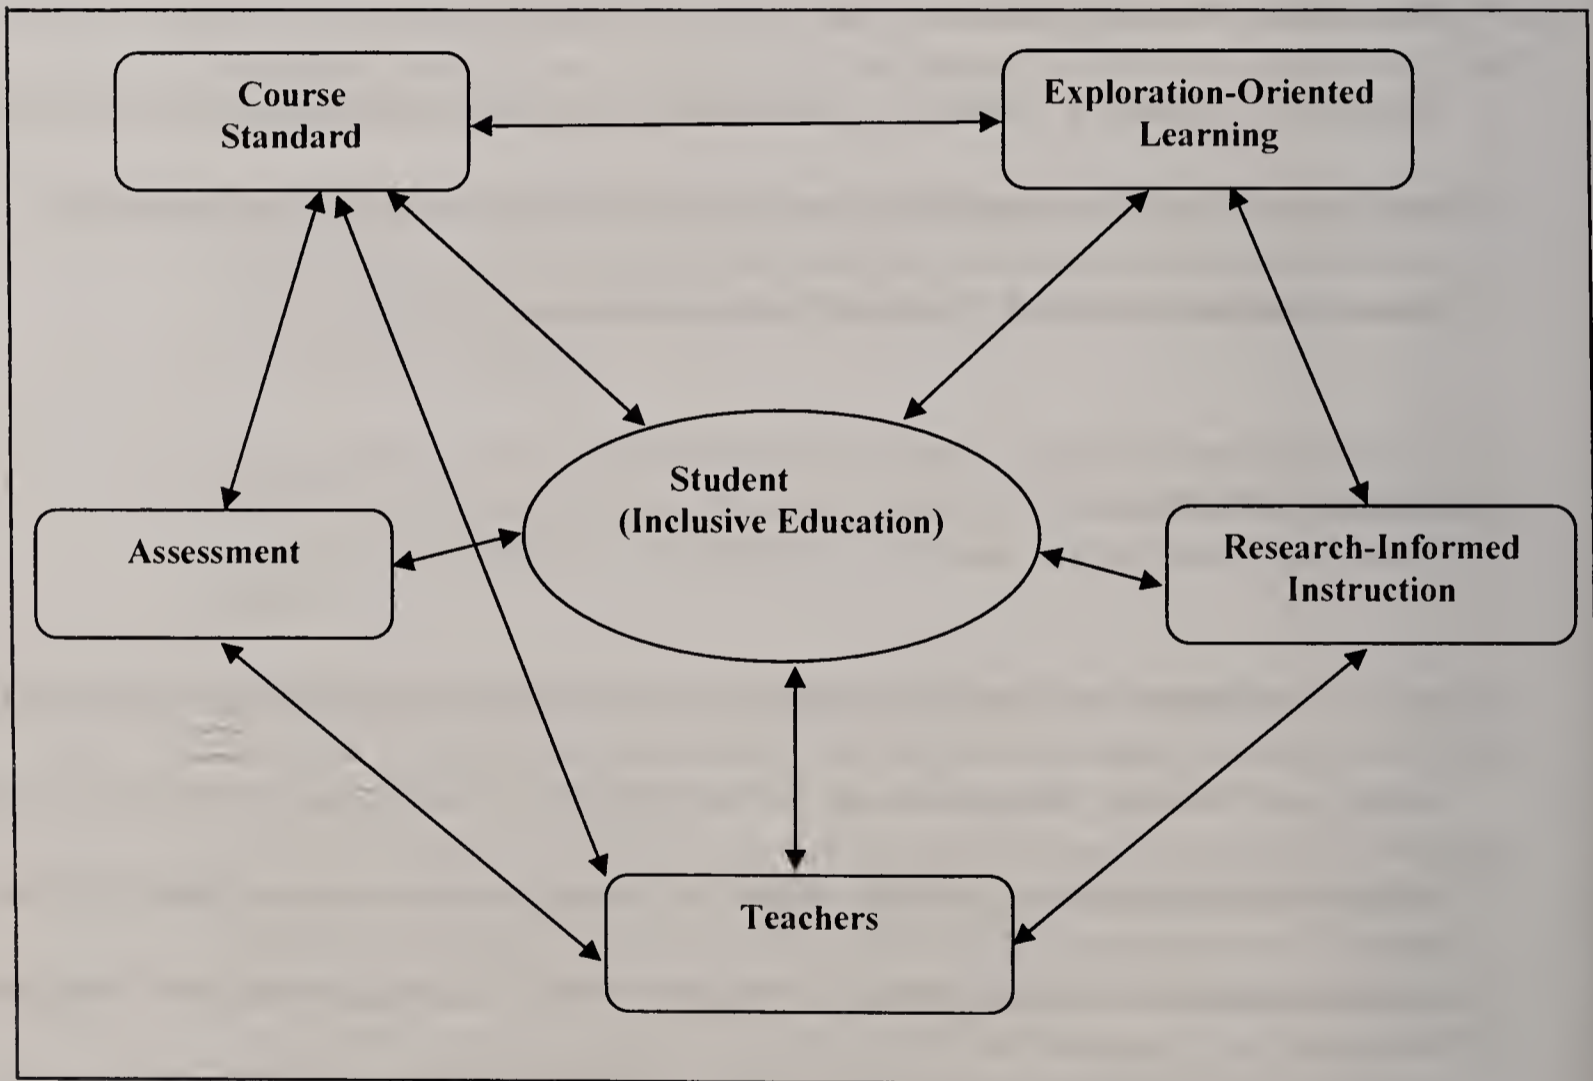 Course
Standard
Exploration-Oriented
Learning
Student
(Inclusive Education)
Assessment
Research-Informed
Instruction
Teachers